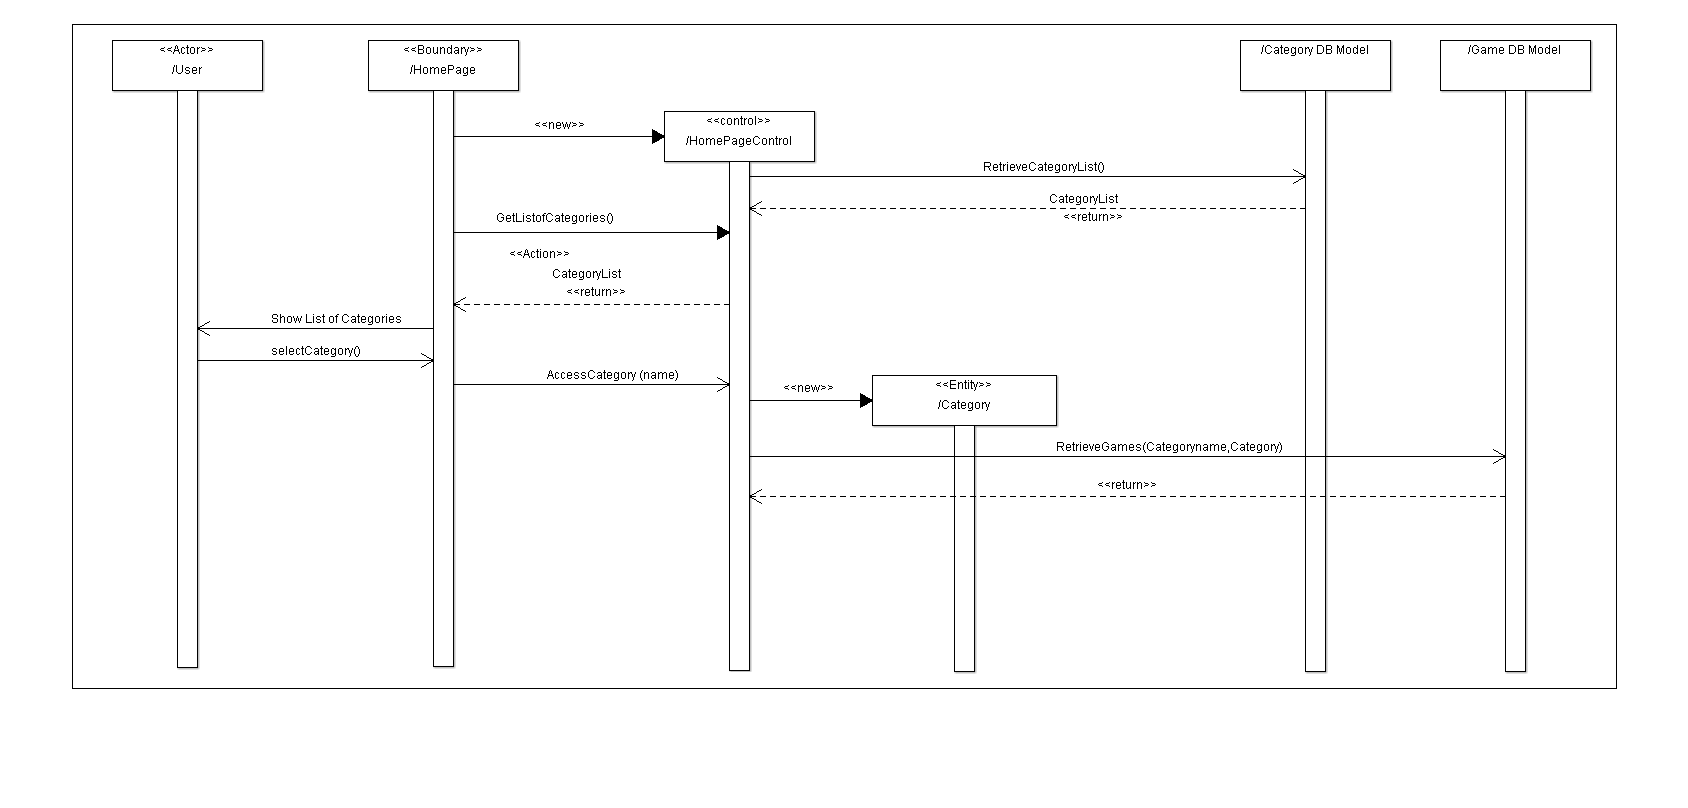 <<Actor>>
/User
<<Boundary>>
/HomePage
/Category DB Model
/Game DB Model
<<new>>
<<control>>
/HomePageControl
RetrieveCategoryList()
CategoryList
<<return>>
GetListofCategories()
<<Action>>
CategoryList
<<return>>
Show List of Categories
selectCategory()
AccessCategory (name)
<<new>>
<<Entity>>
/Category
RetrieveGames(Categoryname,Category)
<<return>>